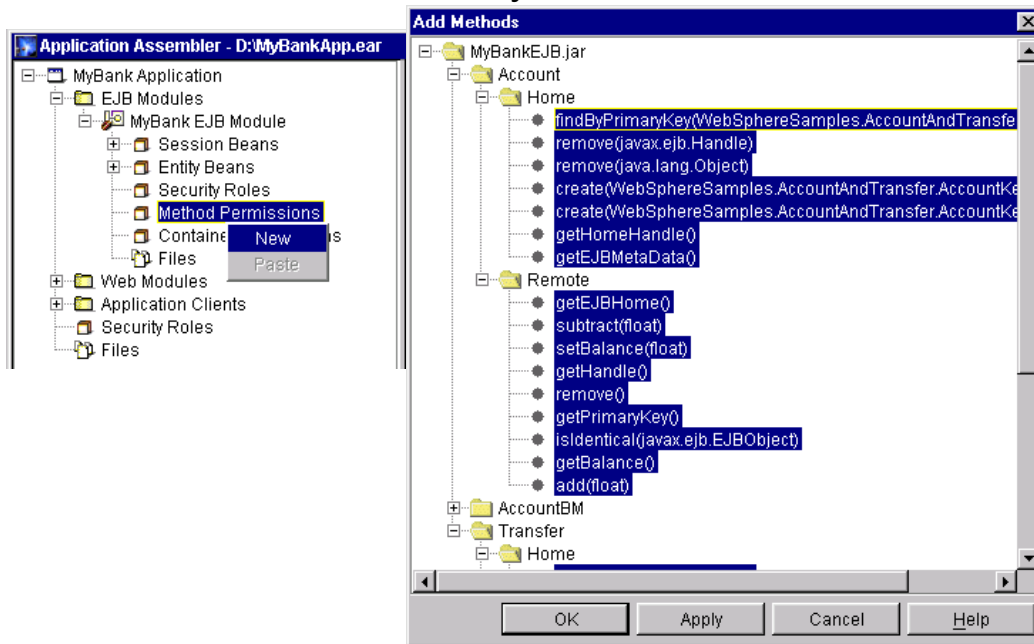 Application Assembler - D:\MyBankApp.ear
MyBank Application
EJB Modules
MyBank EJB Module
Session Beans
Entity Beans
Security Roles
Method Permissions
Containe
New
s
Files
Paste
Web Modules
Application Clients
Security Roles
Files
Add Methods
MyBankEJB.jar
Account
Home
findByPrimaryKey(WebSphereSamples.AccountAndTransfe
remove(javax.ejb.Handle)
remove(java.lang.Object)
create(WebSphereSamples.AccountAndTransfer.AccountKe
create(WebSphereSamples.AccountAndTransfer.AccountKe
getHomeHandle()
getEJBMetaData()
Remote
getEJBHome()
subtract(float)
setBalance(float)
getHandle()
remove()
getPrimaryKey()
isIdentical(javax.ejb.EJBObject)
getBalance()
add(float)
AccountBM
Transfer
Home
OK Apply Cancel Help